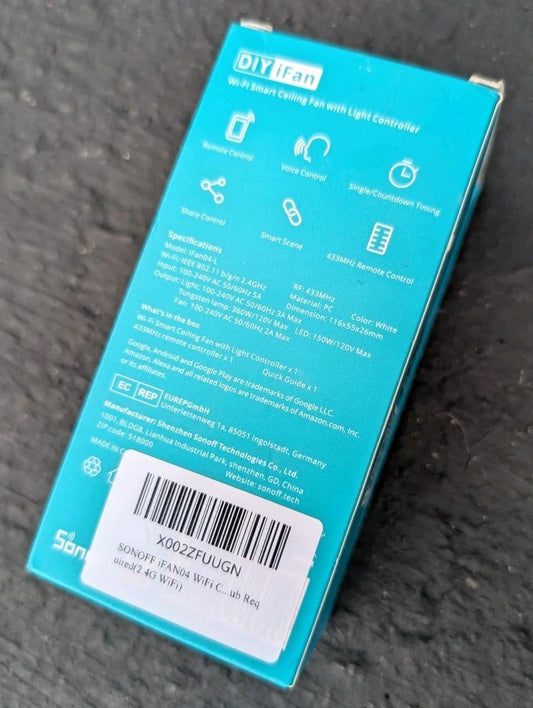 DIY iFan
Wi-Fi Smart Ceiling Fan with Light Controller
Remote Control
Voice Control
Single/Countdown Timing
Share Control
Smart Scene
433MHz Remote Control
Specifications
Model: iFan04-L
Wi-Fi: IEEE 802.11 b/g/n 2.4GHz
Input: 100-240V AC 50/60Hz 5A
Output: Light: 100-240V AC 50/60Hz 3A Max
Tungsten lamp: 360W/120V Max LED: 150W/120V Max
Fan: 100-240V AC 50/60Hz 2A Max
RF: 433MHz
Material: PC Color: White
Dimension: 116x55x26mm
What's in the box
Wi-Fi Smart Ceiling Fan with Light Controller x 1
433MHz remote controller x 1 Quick Guide x 1
Google, Android and Google Play are trademarks of Google LLC.
Amazon, Alexa and all related logos are trademarks of Amazon.com, Inc.
EC REP EUREPGmbH
Unterlettenweg 1a, 85051 Ingolstadt, Germany
Manufacturer: Shenzhen Sonoff Technologies Co., Ltd.
1001, BLDG8, Lianhua Industrial Park, shenzhen, GD, China
ZIP code: 518000 Website: sonoff.tech
MADE IN C
Son
X002ZFUUGN
SONOFF iFAN04 WiFi C...ub Req
uired(2.4G WiFi)